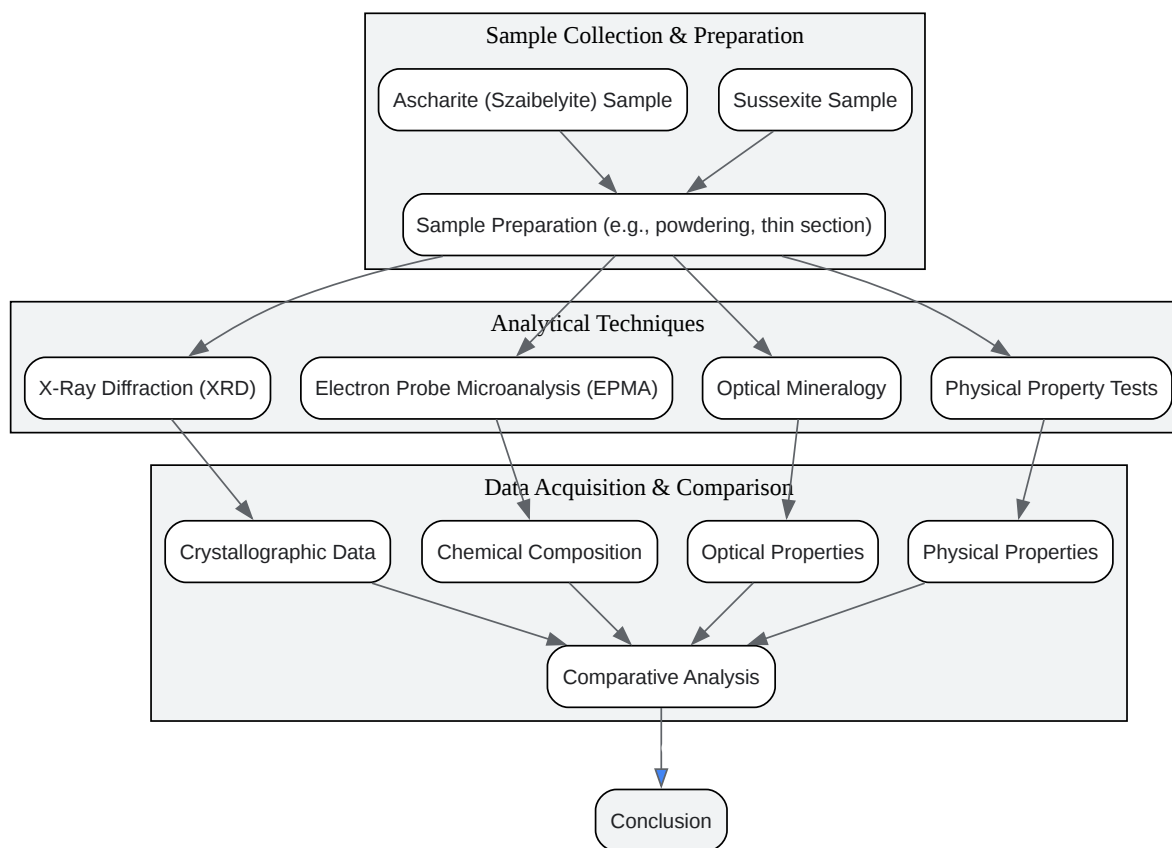 Sample Collection & Preparation
Ascharite (Szaibelyite) Sample
Sussexite Sample
Sample Preparation (e.g., powdering, thin section)
Analytical Techniques
X-Ray Diffraction (XRD)
Electron Probe Microanalysis (EPMA)
Optical Mineralogy
Physical Property Tests
Data Acquisition & Comparison
Crystallographic Data
Chemical Composition
Optical Properties
Physical Properties
Comparative Analysis
Conclusion